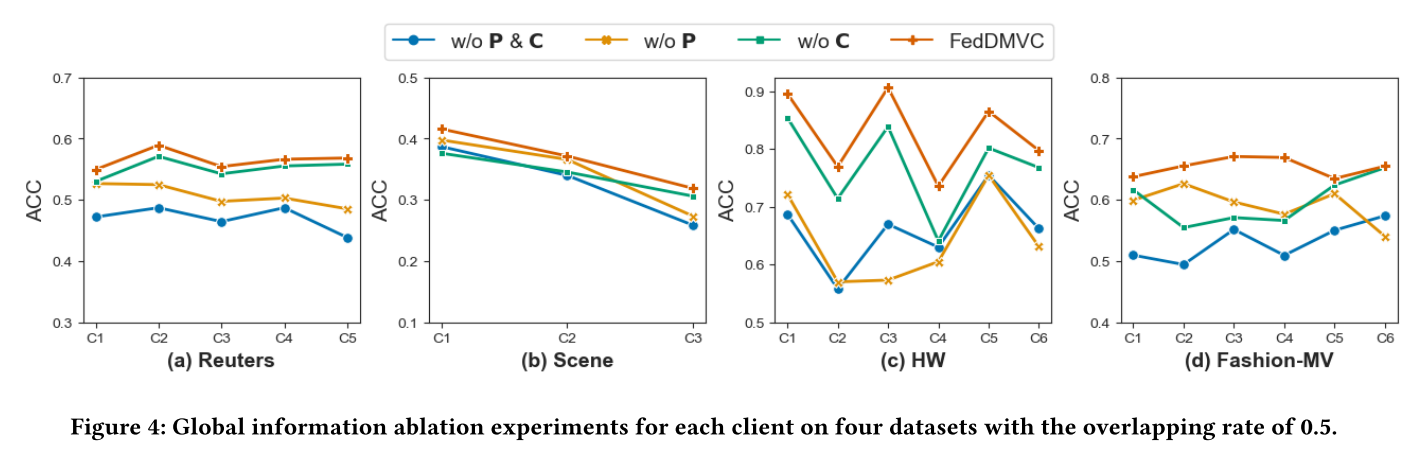 w/o P & C w/o P w/o C FedDMVC
0.7
0.6
0.5
0.4
0.3
ACC
C1 C2 C3 C4 C5
(a) Reuters
0.5
0.4
0.3
0.2
0.1
ACC
C1 C2 C3
(b) Scene
0.9
0.8
0.7
0.6
0.5
ACC
C1 C2 C3 C4 C5 C6
(c) HW
0.8
0.7
0.6
0.5
0.4
ACC
C1 C2 C3 C4 C5 C6
(d) Fashion-MV
Figure 4: Global information ablation experiments for each client on four datasets with the overlapping rate of 0.5.